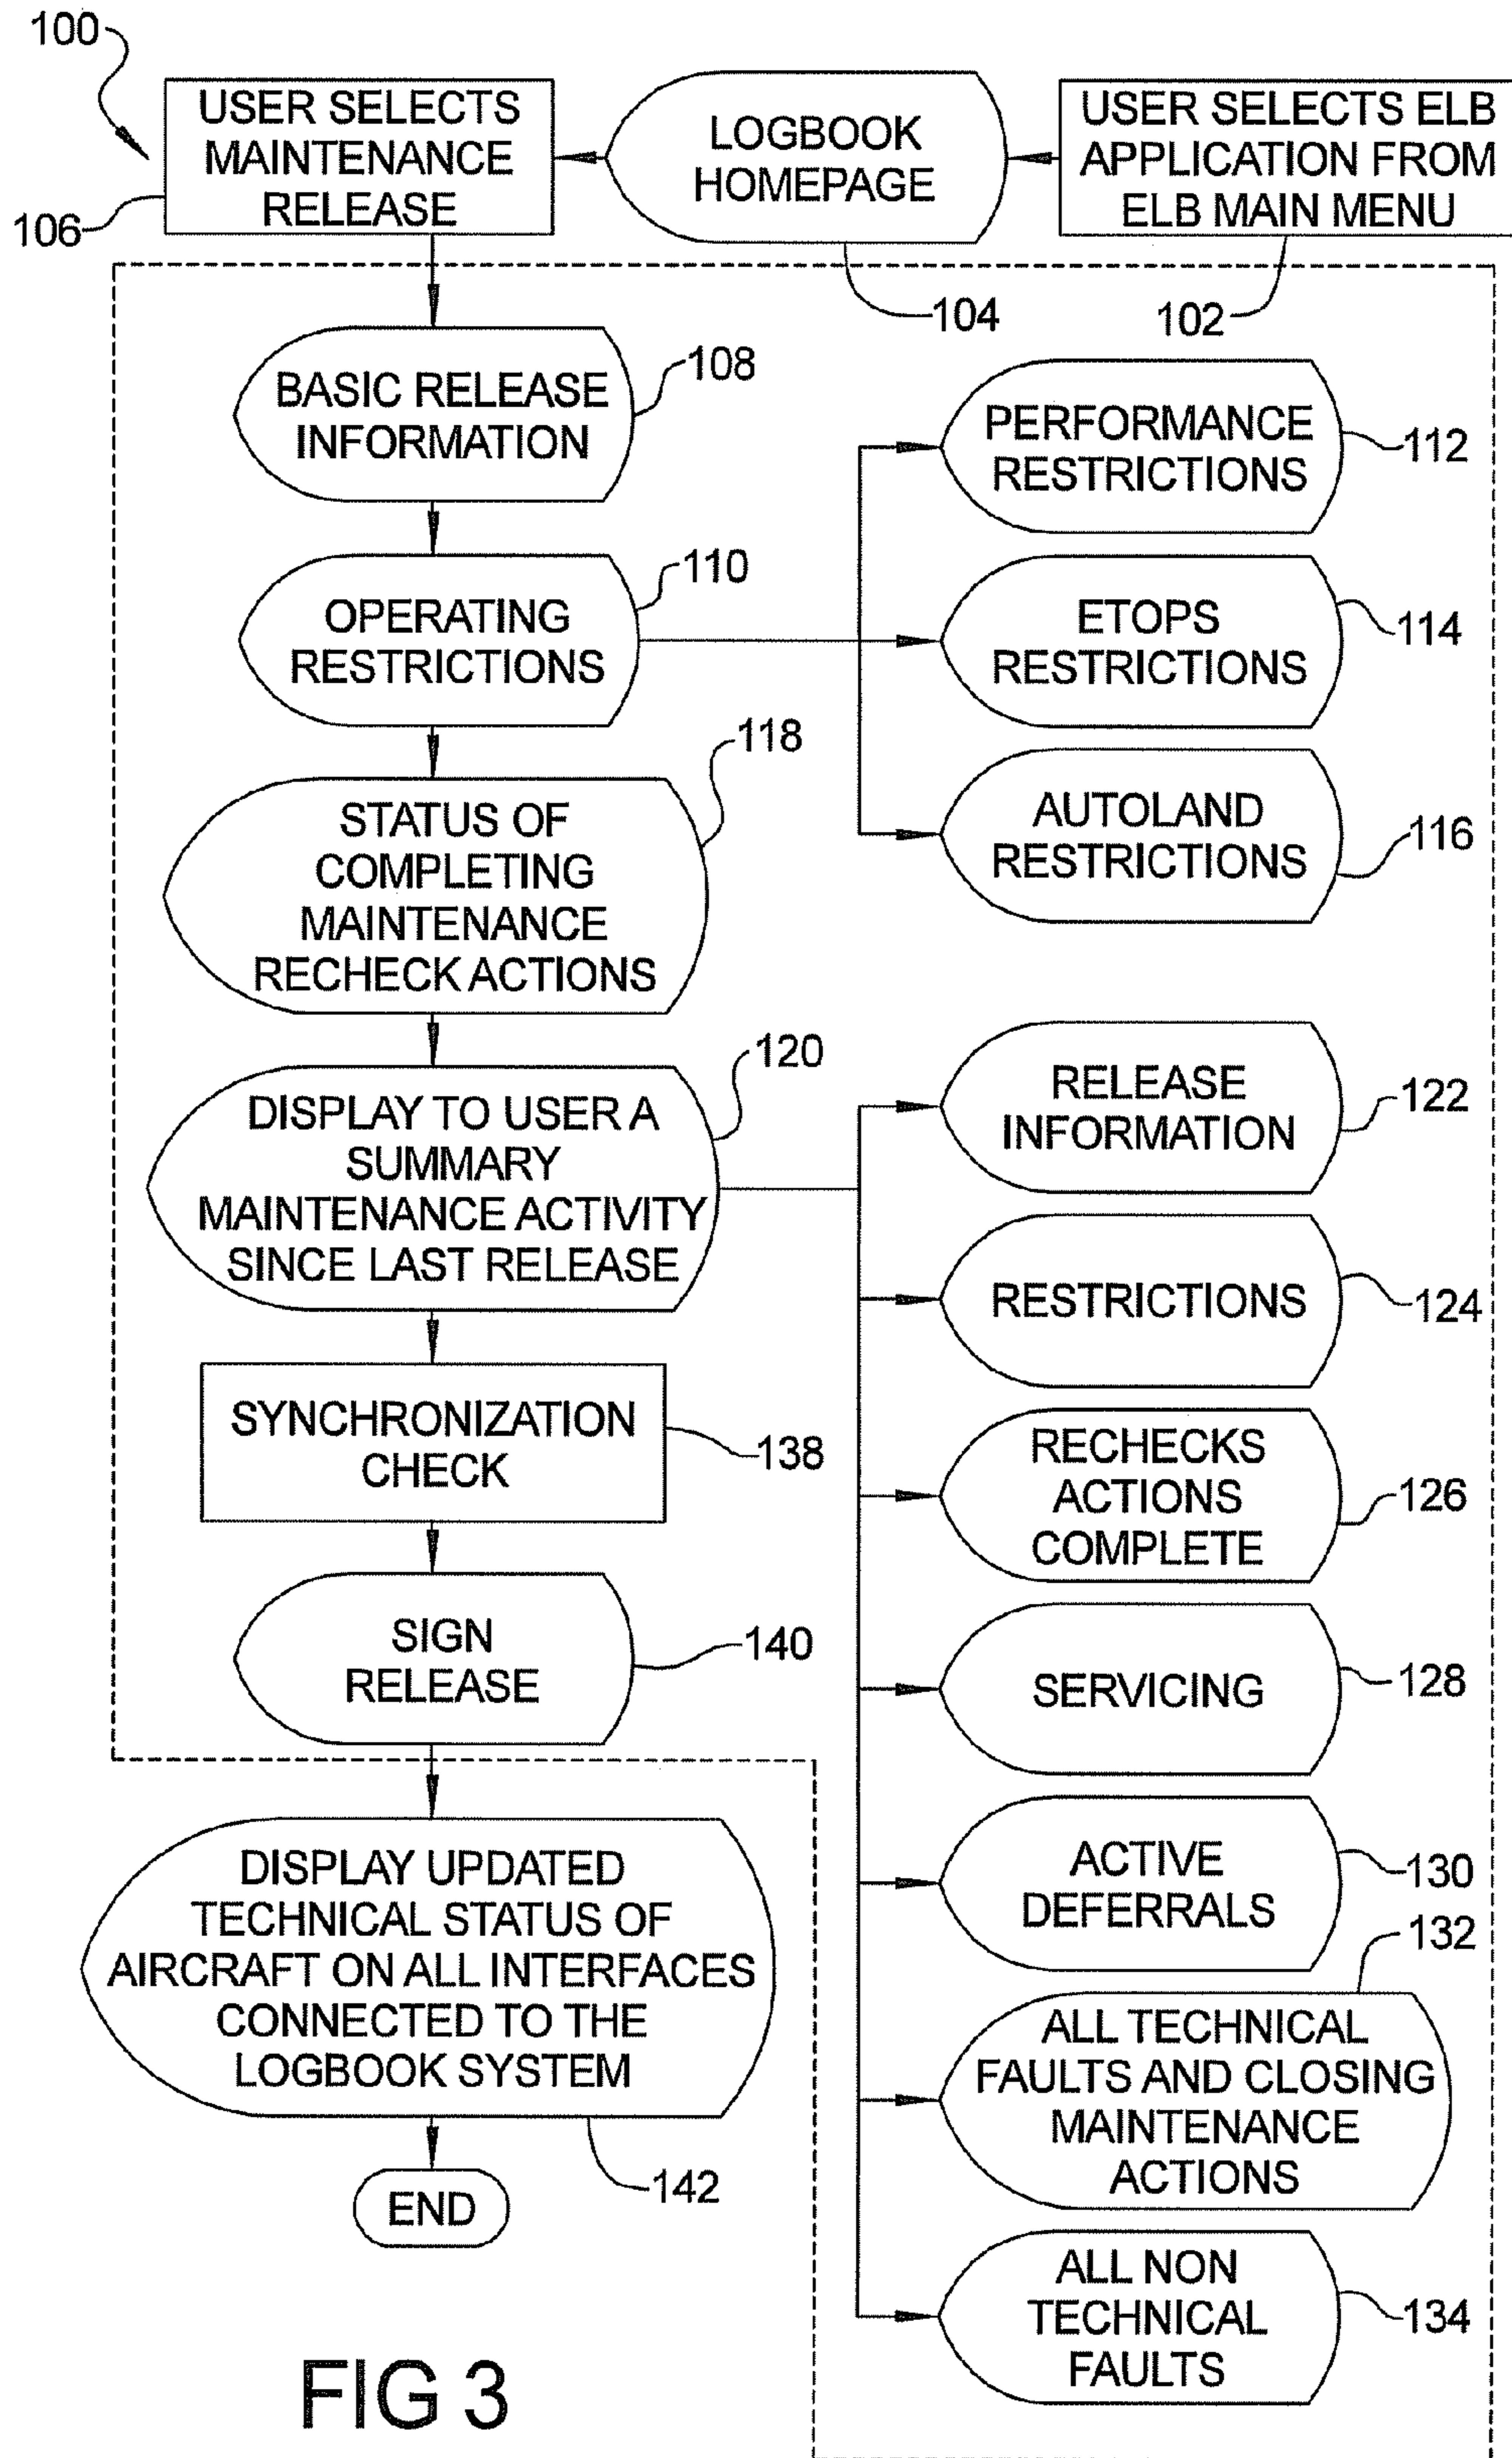 100
USER SELECTS
MAINTENANCE
RELEASE
106
LOGBOOK
HOMEPAGE
104
USER SELECTS ELB
APPLICATION FROM
ELB MAIN MENU
102
BASIC RELEASE
INFORMATION
108
OPERATING
RESTRICTIONS
110
PERFORMANCE
RESTRICTIONS
112
ETOPS
RESTRICTIONS
114
AUTOLAND
RESTRICTIONS
116
STATUS OF
COMPLETING
MAINTENANCE
RECHECK ACTIONS
118
DISPLAY TO USER A
SUMMARY
MAINTENANCE ACTIVITY
SINCE LAST RELEASE
120
RELEASE
INFORMATION
122
RESTRICTIONS
124
RECHECKS
ACTIONS
COMPLETE
126
SERVICING
128
ACTIVE
DEFERRALS
130
ALL TECHNICAL
FAULTS AND CLOSING
MAINTENANCE
ACTIONS
132
ALL NON
TECHNICAL
FAULTS
134
SYNCHRONIZATION
CHECK
138
SIGN
RELEASE
140
DISPLAY UPDATED
TECHNICAL STATUS OF
AIRCRAFT ON ALL INTERFACES
CONNECTED TO THE
LOGBOOK SYSTEM
142
END
FIG 3